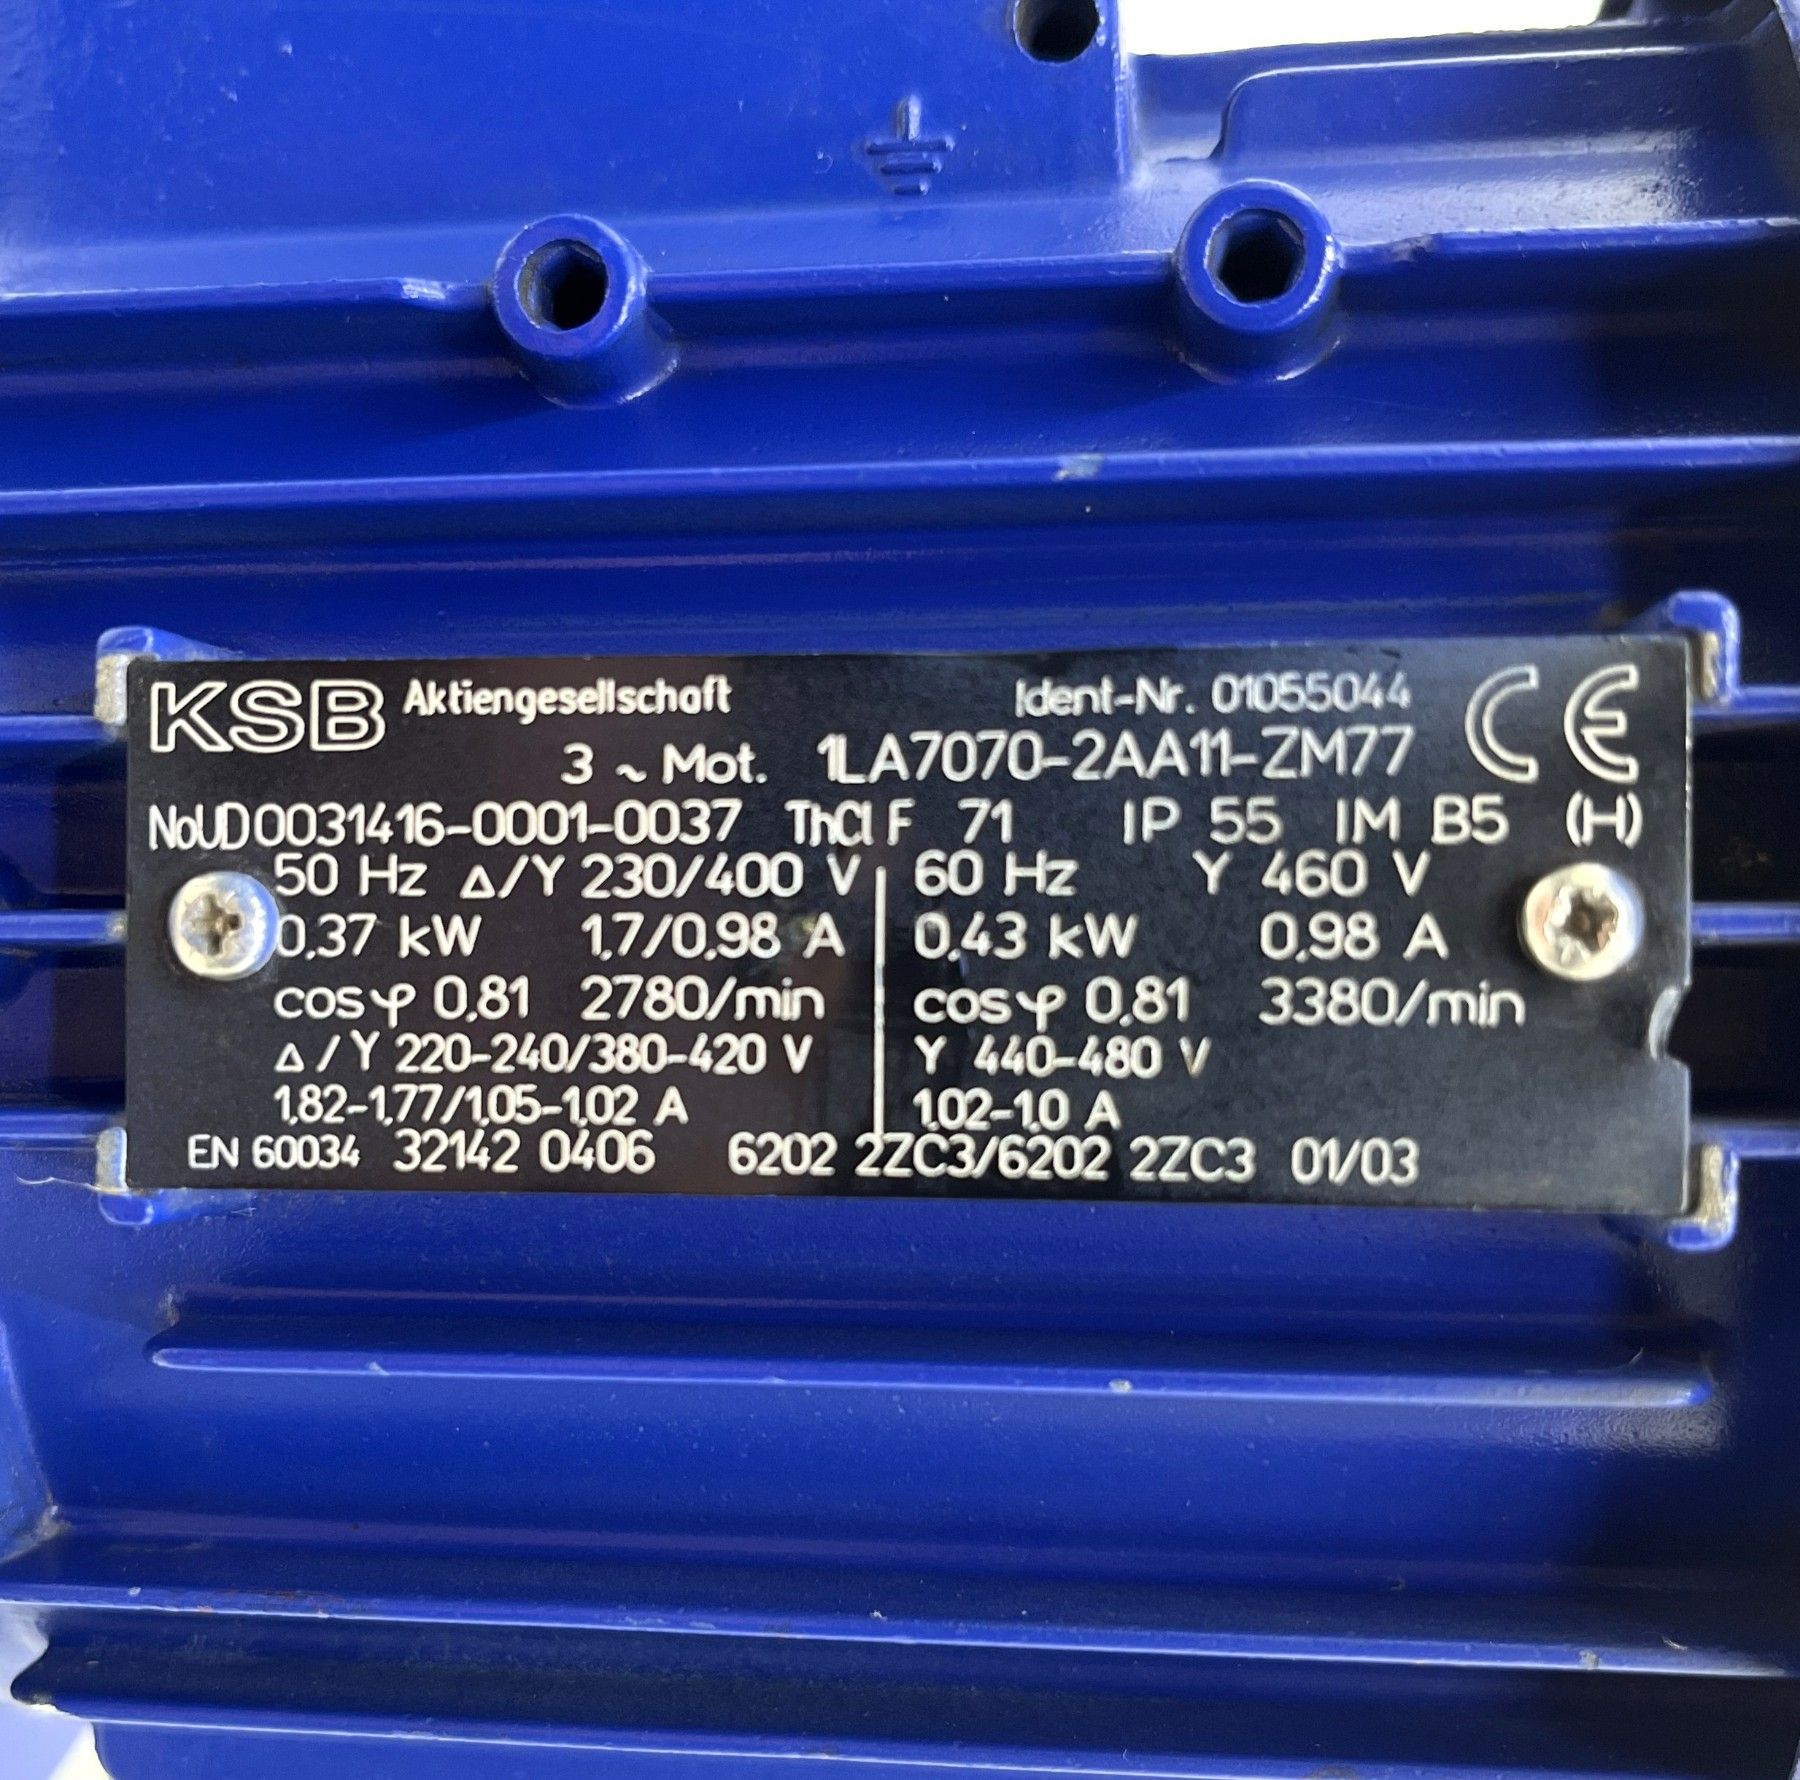 KSB Aktiengesellschaft Ident-Nr. 01055044 CE
3 ~ Mot. 1LA7070-2AA11-ZM77
NoUD0031416-0001-0037 ThCl F 71 IP 55 IM B5 (H)
50 Hz Δ/Y 230/400 V 60 Hz Y 460 V
0,37 kW 1,7/0,98 A 0,43 kW 0,98 A
cosφ 0,81 2780/min cosφ 0,81 3380/min
Δ/Y 220-240/380-420 V Y 440-480 V
1,82-1,77/1,05-1,02 A 1,02-1,0 A
EN 60034 32142 0406 6202 2ZC3/6202 2ZC3 01/03